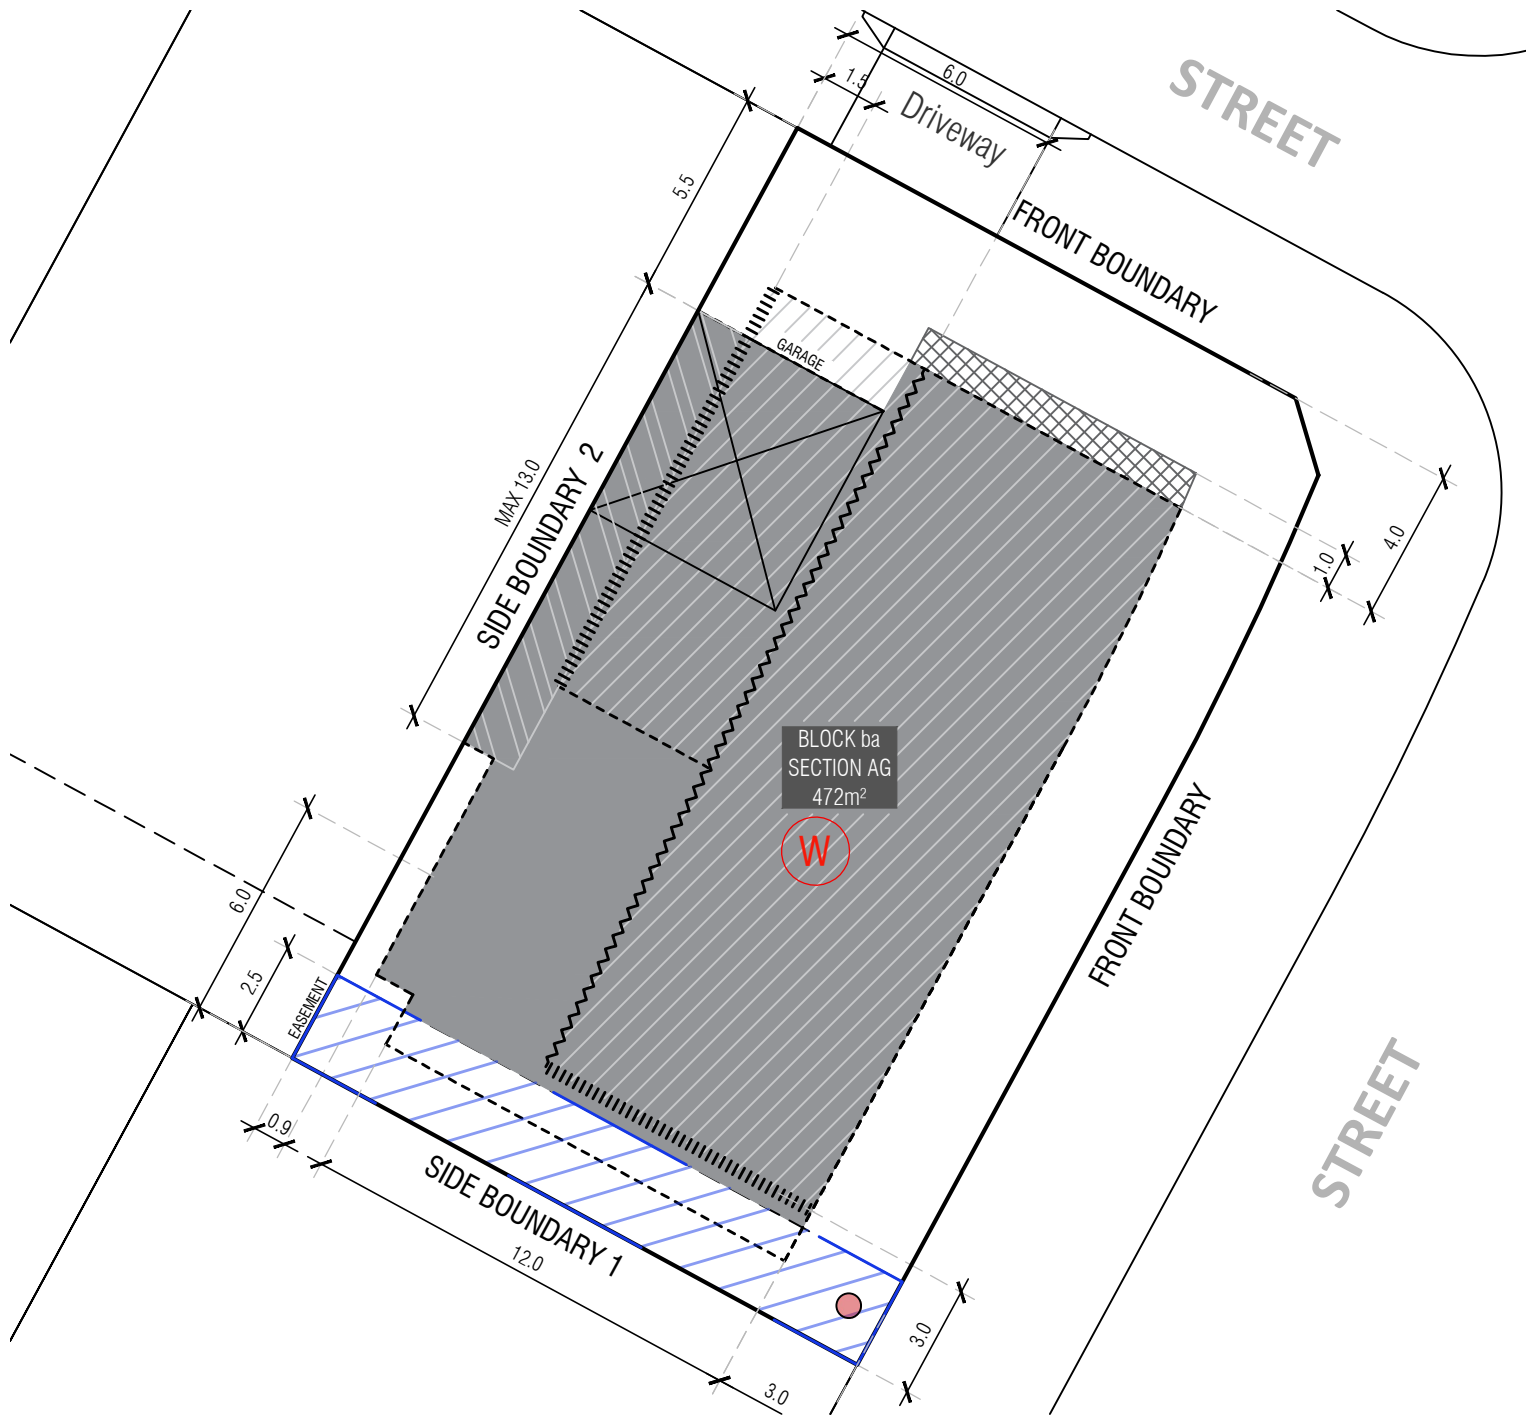 STREET
6.0
1.5
Driveway
5.5
FRONT BOUNDARY
GARAGE
MAX 13.0
SIDE BOUNDARY 2
4.0
1.0
BLOCK ba
SECTION AG
472m²
W
FRONT BOUNDARY
6.0
2.5
EASEMENT
0.9
SIDE BOUNDARY 1
12.0
3.0
3.0
STREET